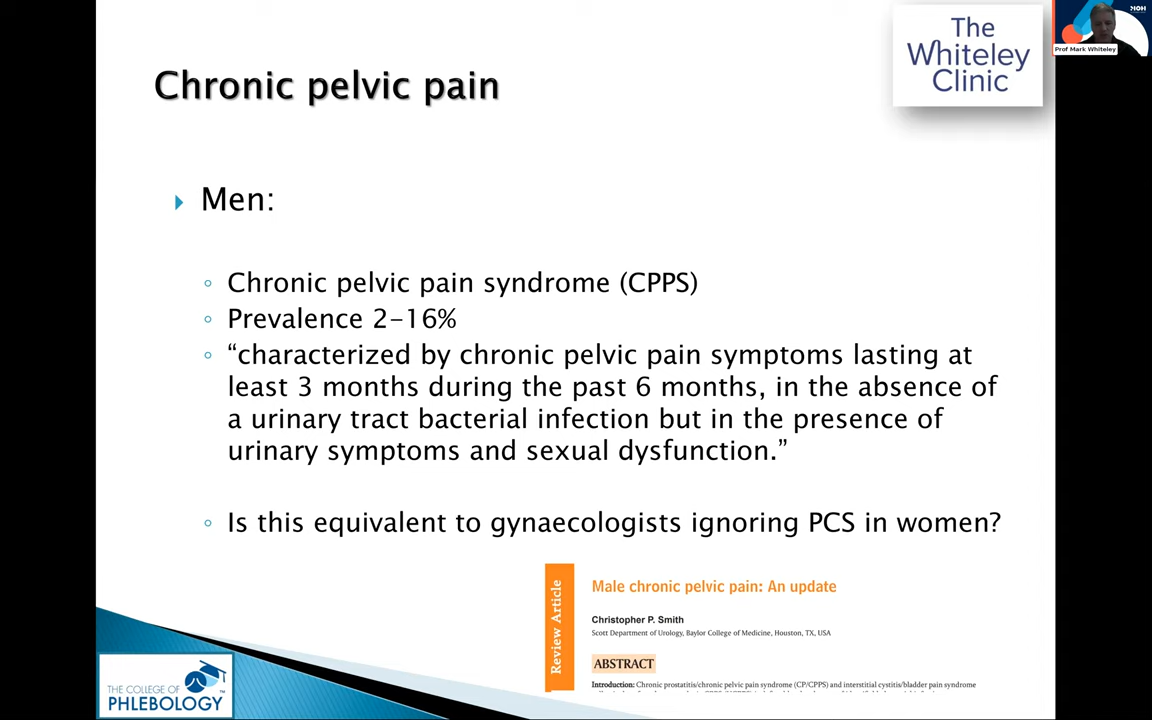 Chronic pelvic pain
The
Whiteley
Clinic
MOH
Prof Mark Whiteley
Men:
Chronic pelvic pain syndrome (CPPS)
Prevalence 2-16%
“characterized by chronic pelvic pain symptoms lasting at
least 3 months during the past 6 months, in the absence of
a urinary tract bacterial infection but in the presence of
urinary symptoms and sexual dysfunction.”
Is this equivalent to gynaecologists ignoring PCS in women?
Review Article
Male chronic pelvic pain: An update
Christopher P. Smith
Scott Department of Urology, Baylor College of Medicine, Houston, TX, USA
ABSTRACT
Introduction: Chronic prostatitis/chronic pelvic pain syndrome (CP/CPPS) and interstitial cystitis/bladder pain syndrome
THE COLLEGE OF
PHLEBOLOGY™